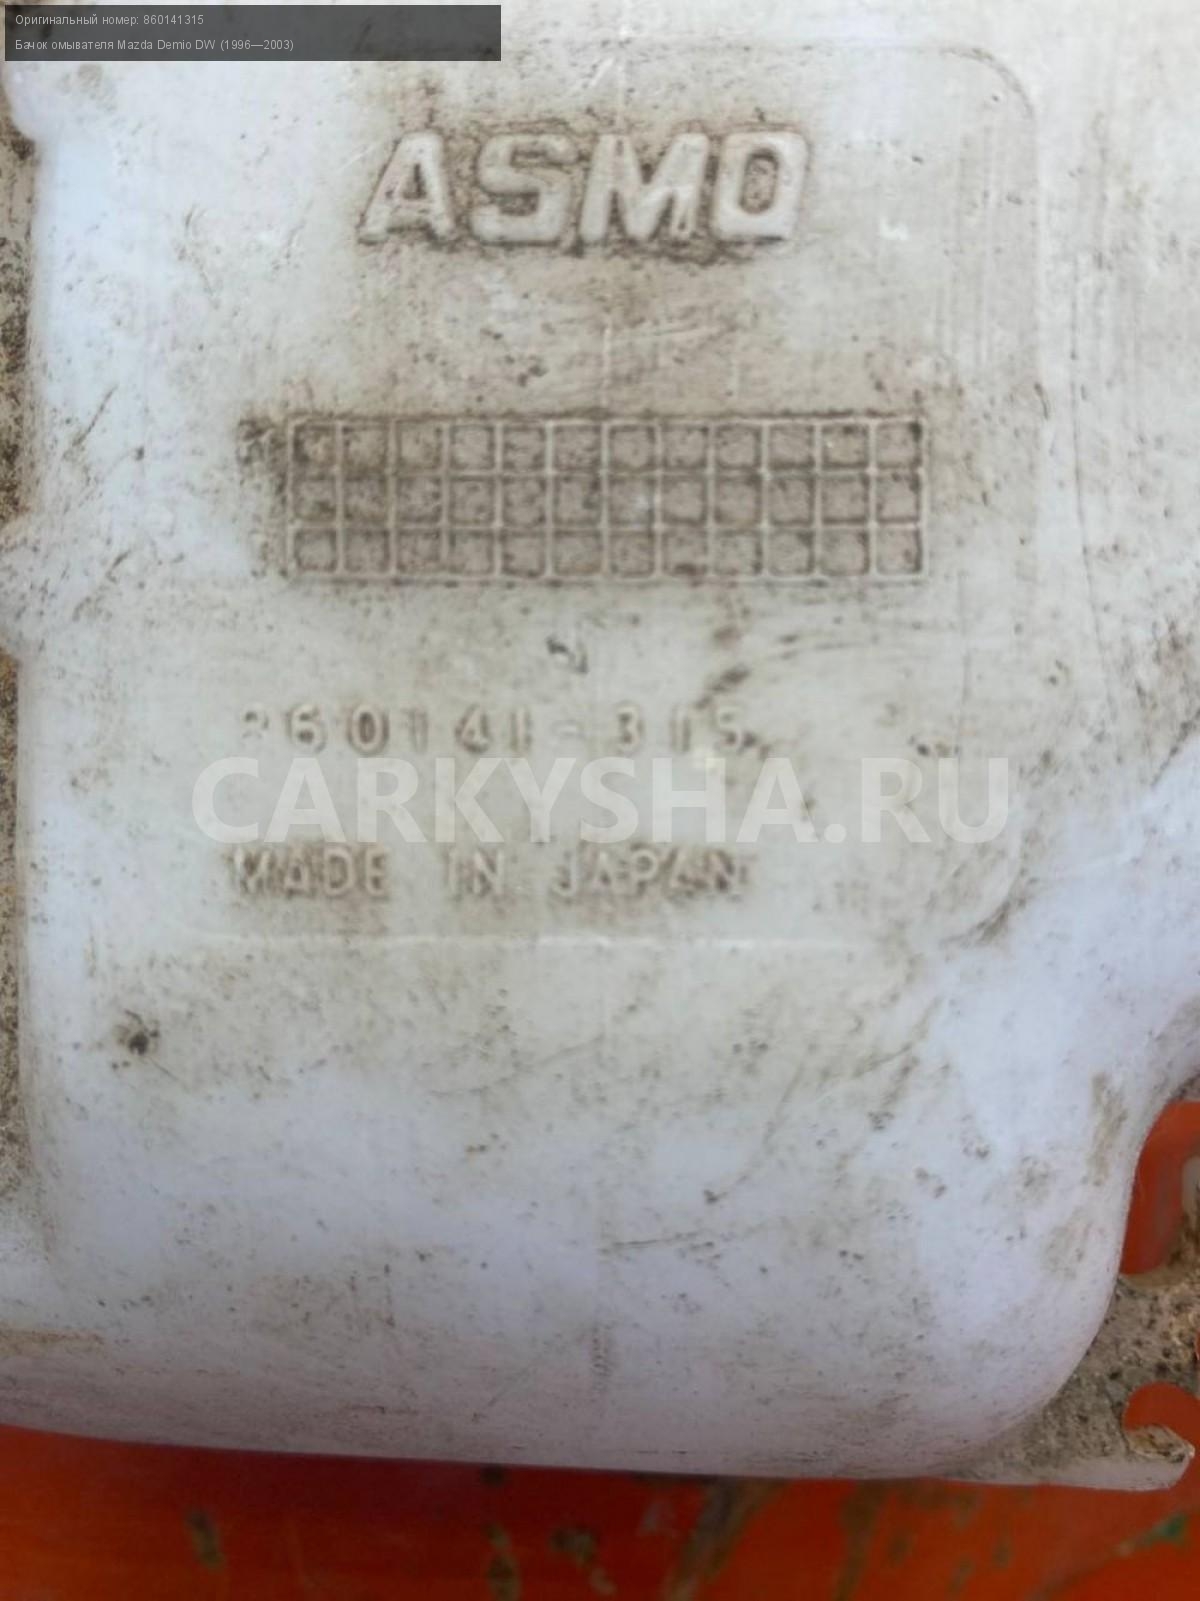 Оригинальный номер: 860141315
Бачок омывателя Mazda Demio DW (1996—2003)
ASMO
860141-315
CARKYSHA.RU
MADE IN JAPAN